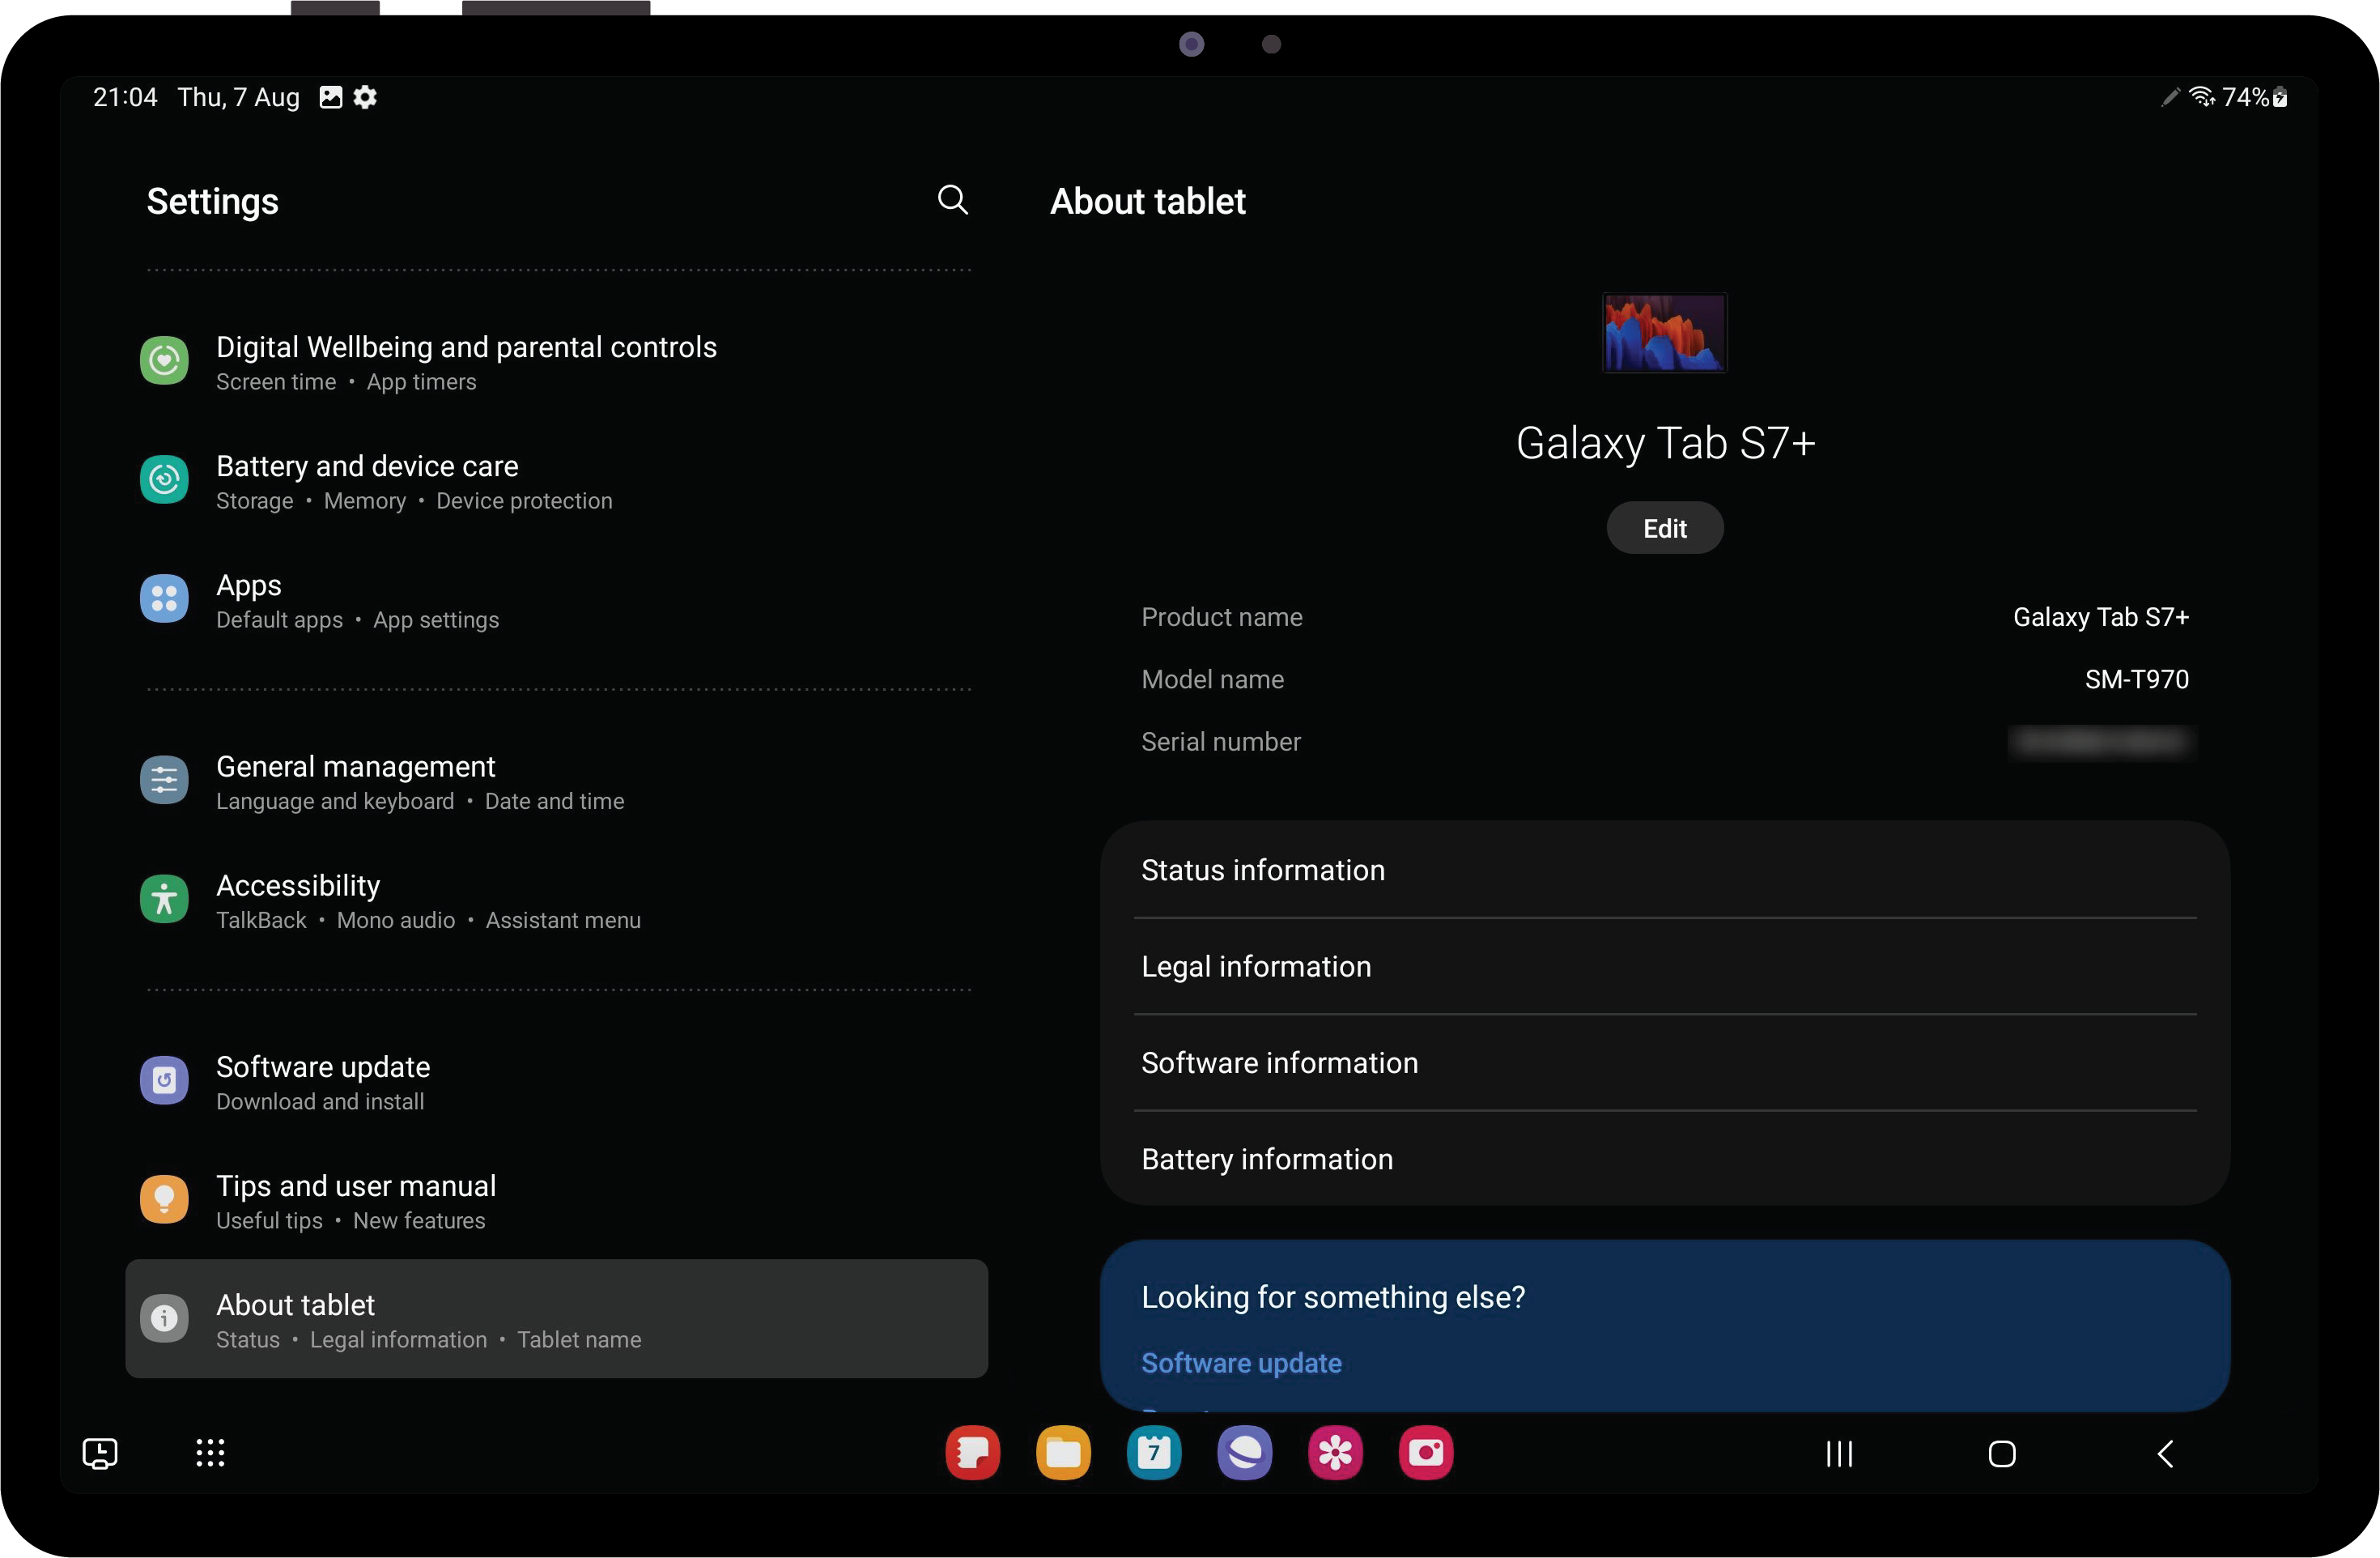 21:04 Thu, 7 Aug
74%
Settings
Digital Wellbeing and parental controls
Screen time • App timers
Battery and device care
Storage • Memory • Device protection
Apps
Default apps • App settings
General management
Language and keyboard • Date and time
Accessibility
TalkBack • Mono audio • Assistant menu
Software update
Download and install
Tips and user manual
Useful tips • New features
About tablet
Status • Legal information • Tablet name
About tablet
Galaxy Tab S7+
Edit
Product name Galaxy Tab S7+
Model name SM-T970
Serial number
Status information
Legal information
Software information
Battery information
Looking for something else?
Software update
7